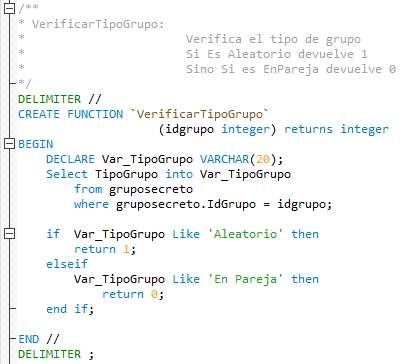 /**
* VerificarTipoGrupo:
* Verifica el tipo de grupo
* Si Es Aleatorio devuelve 1
* Sino Si es EnPareja devuelve 0
*/
DELIMITER //
CREATE FUNCTION `VerificarTipoGrupo`
(idgrupo integer) returns integer
BEGIN
DECLARE Var_TipoGrupo VARCHAR(20);
Select TipoGrupo into Var_TipoGrupo
from gruposecreto
where gruposecreto.IdGrupo = idgrupo;
if Var_TipoGrupo Like 'Aleatorio' then
return 1;
elseif
Var_TipoGrupo Like 'En Pareja' then
return 0;
end if;
END //
DELIMITER ;